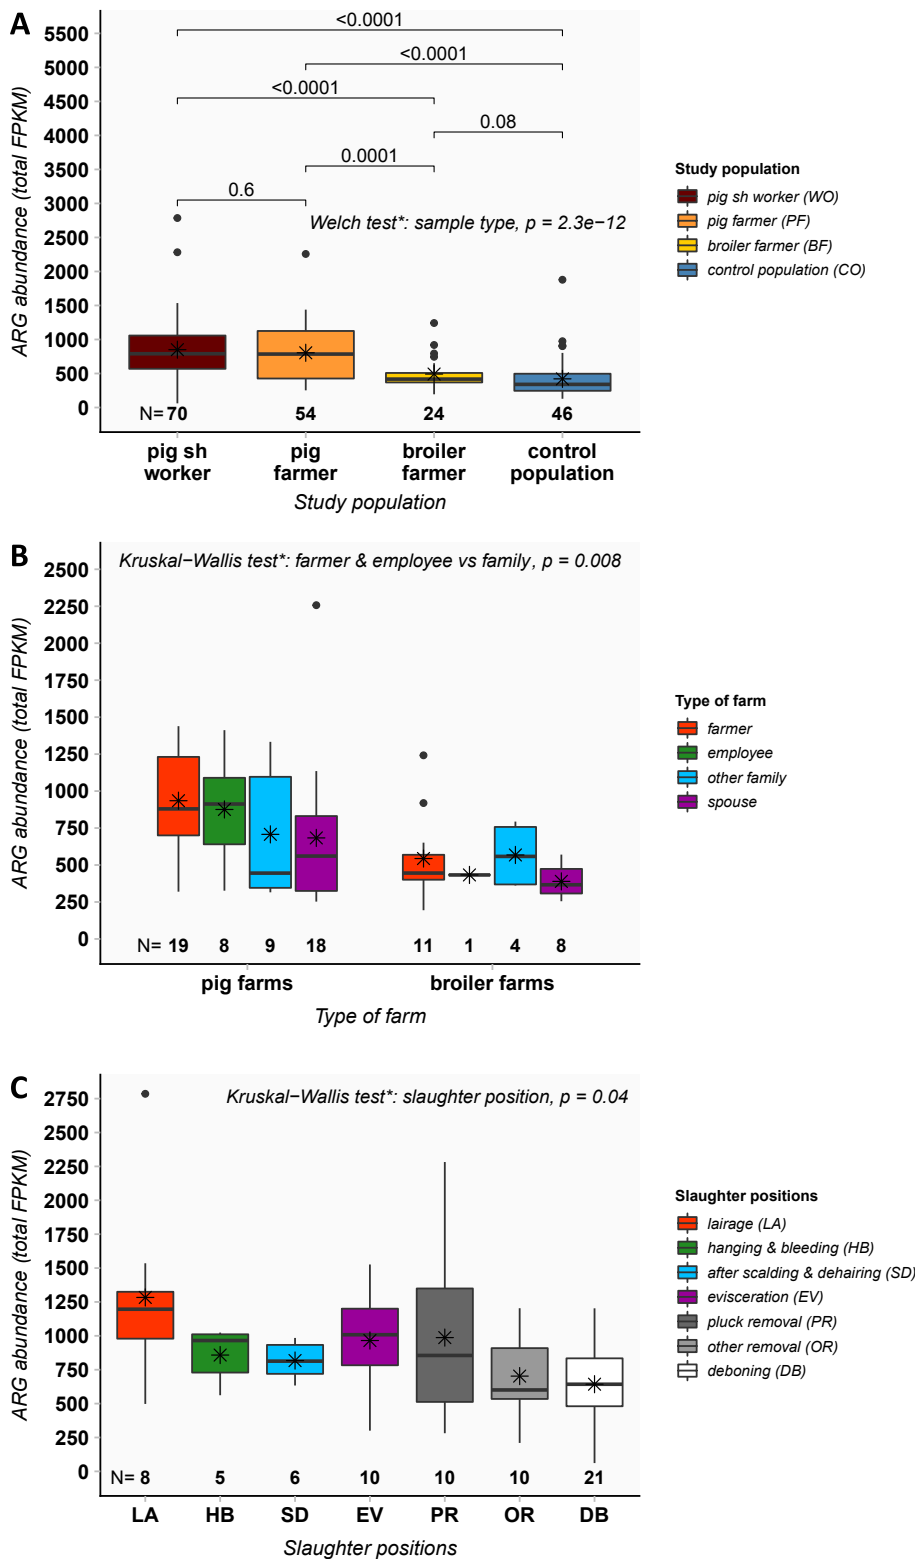 A
ARG abundance (total FPKM)
5500
5000
4500
4000
3500
3000
2500
2000
1500
1000
500
0
<0.0001
<0.0001
<0.0001
0.08
0.0001
0.6
Welch test*: sample type, p = 2.3e−12
N= 70 54 24 46
pig sh worker
pig farmer
broiler farmer
control population
Study population
Study population
pig sh worker (WO)
pig farmer (PF)
broiler farmer (BF)
control population (CO)
B
ARG abundance (total FPKM)
Kruskal−Wallis test*: farmer & employee vs family, p = 0.008
2500
2250
2000
1750
1500
1250
1000
750
500
250
0
N= 19 8 9 18 11 1 4 8
pig farms broiler farms
Type of farm
Type of farm
farmer
employee
other family
spouse
C
ARG abundance (total FPKM)
Kruskal−Wallis test*: slaughter position, p = 0.04
2750
2500
2250
2000
1750
1500
1250
1000
750
500
250
0
N= 8 5 6 10 10 10 21
LA HB SD EV PR OR DB
Slaughter positions
Slaughter positions
lairage (LA)
hanging & bleeding (HB)
after scalding & dehairing (SD)
evisceration (EV)
pluck removal (PR)
other removal (OR)
deboning (DB)